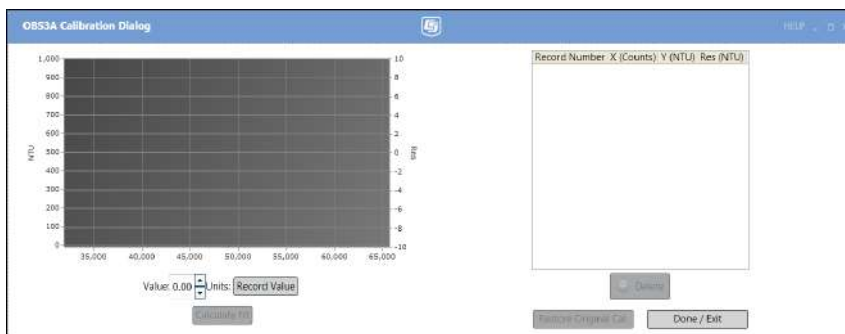 OBS3A Calibration Dialog
HELP
1,000
900
800
700
600
500
400
300
200
100
0
NTU
10
8
6
4
2
0
-2
-4
-6
-8
-10
Res
35,000 40,000 45,000 50,000 55,000 60,000 65,000
Value: 0.00 Units: Record Value
Calculate Fit
Record Number X (Counts) Y (NTU) Res (NTU)
Delete
Restore Original Cal. Done / Exit